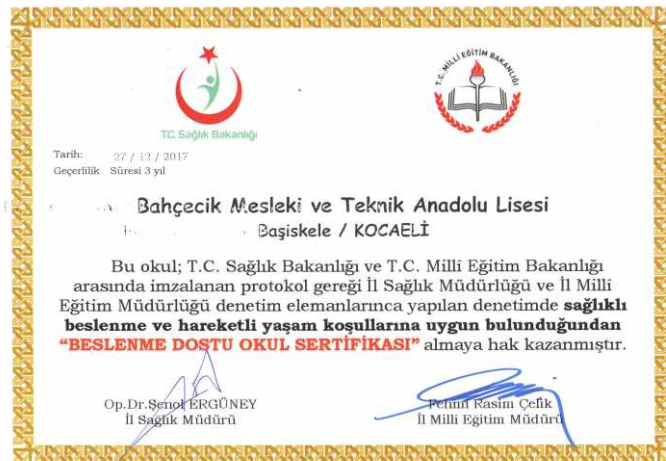 TC Sağlık Bakanlığı
T.C. MİLLİ EĞİTİM BAKANLIĞI
Tarih: 27 / 12 / 2017
Geçerlilik Süresi 3 yıl
Bahçecik Mesleki ve Teknik Anadolu Lisesi
Başiskele / KOCAELİ
Bu okul; T.C. Sağlık Bakanlığı ve T.C. Millî Eğitim Bakanlığı
arasında imzalanan protokol gereği İl Sağlık Müdürlüğü ve İl Millî
Eğitim Müdürlüğü denetim elemanlarınca yapılan denetimde sağlıklı
beslenme ve hareketli yaşam koşullarına uygun bulunduğundan
“BESLENME DOSTU OKUL SERTİFİKASI” almaya hak kazanmıştır.
Op.Dr.Şenol ERGÜNEY
İl Sağlık Müdürü
Fehmi Rasim Çelik
İl Milli Eğitim Müdürü